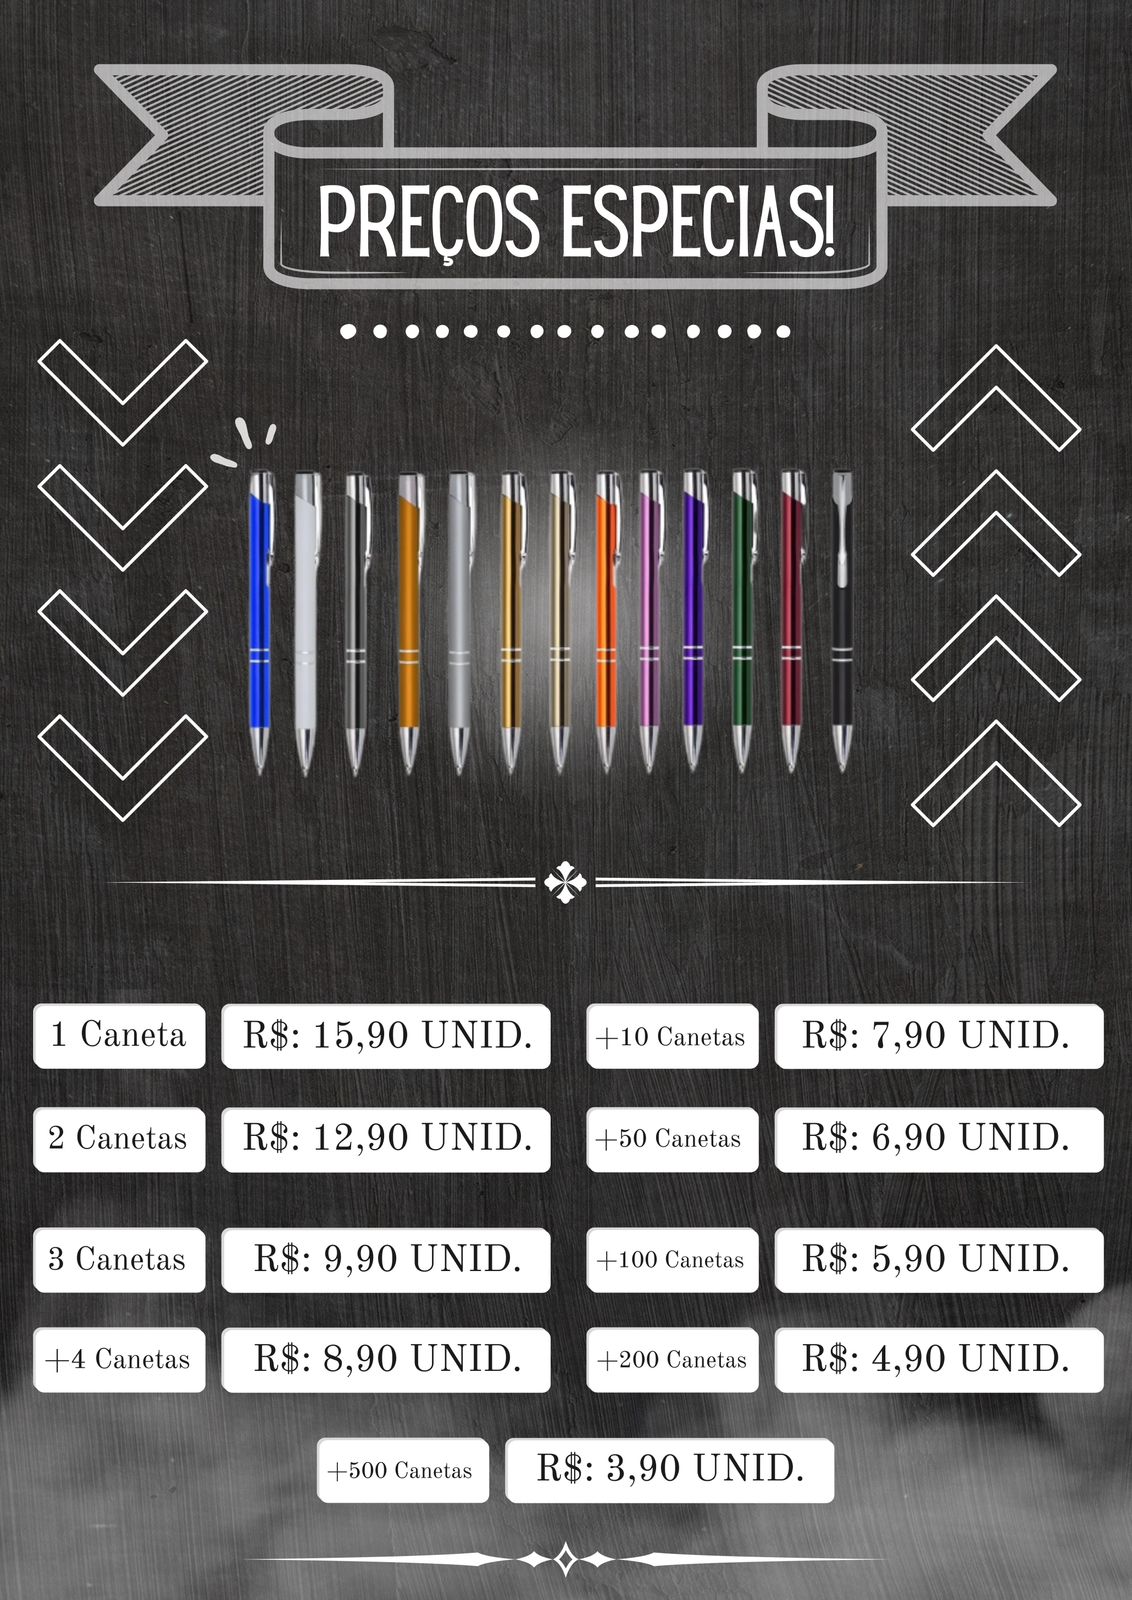 PREÇOS ESPECIAS!
1 Caneta
R$: 15,90 UNID.
2 Canetas
R$: 12,90 UNID.
3 Canetas
R$: 9,90 UNID.
+4 Canetas
R$: 8,90 UNID.
+10 Canetas
R$: 7,90 UNID.
+50 Canetas
R$: 6,90 UNID.
+100 Canetas
R$: 5,90 UNID.
+200 Canetas
R$: 4,90 UNID.
+500 Canetas
R$: 3,90 UNID.